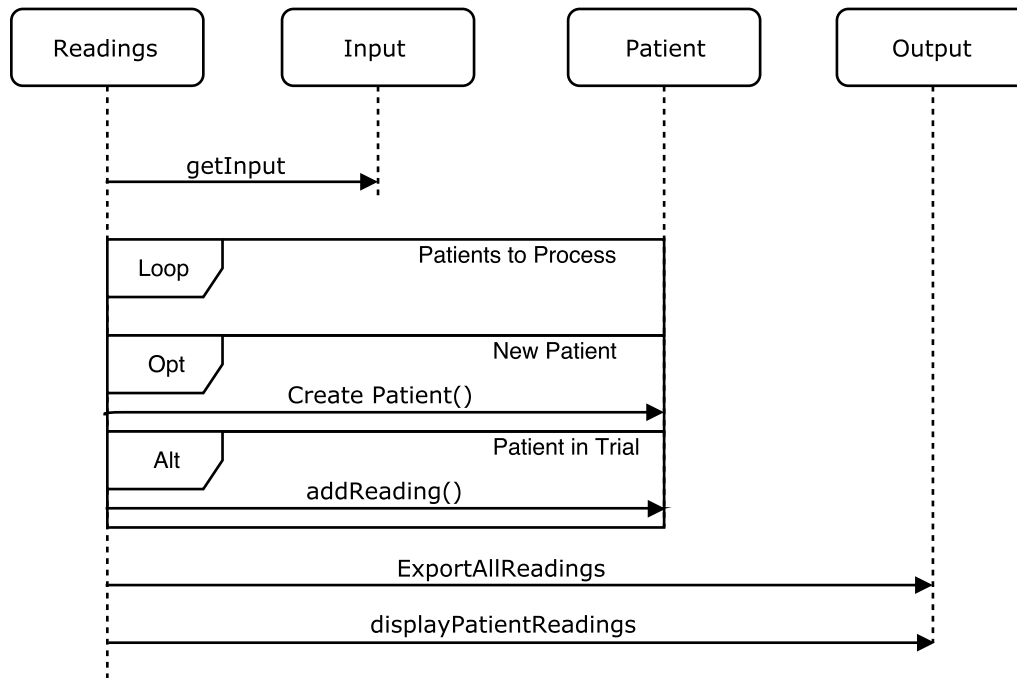 Readings
Input
Patient
Output
getInput
Loop
Patients to Process
Opt
New Patient
Create Patient()
Alt
Patient in Trial
addReading()
ExportAllReadings
displayPatientReadings